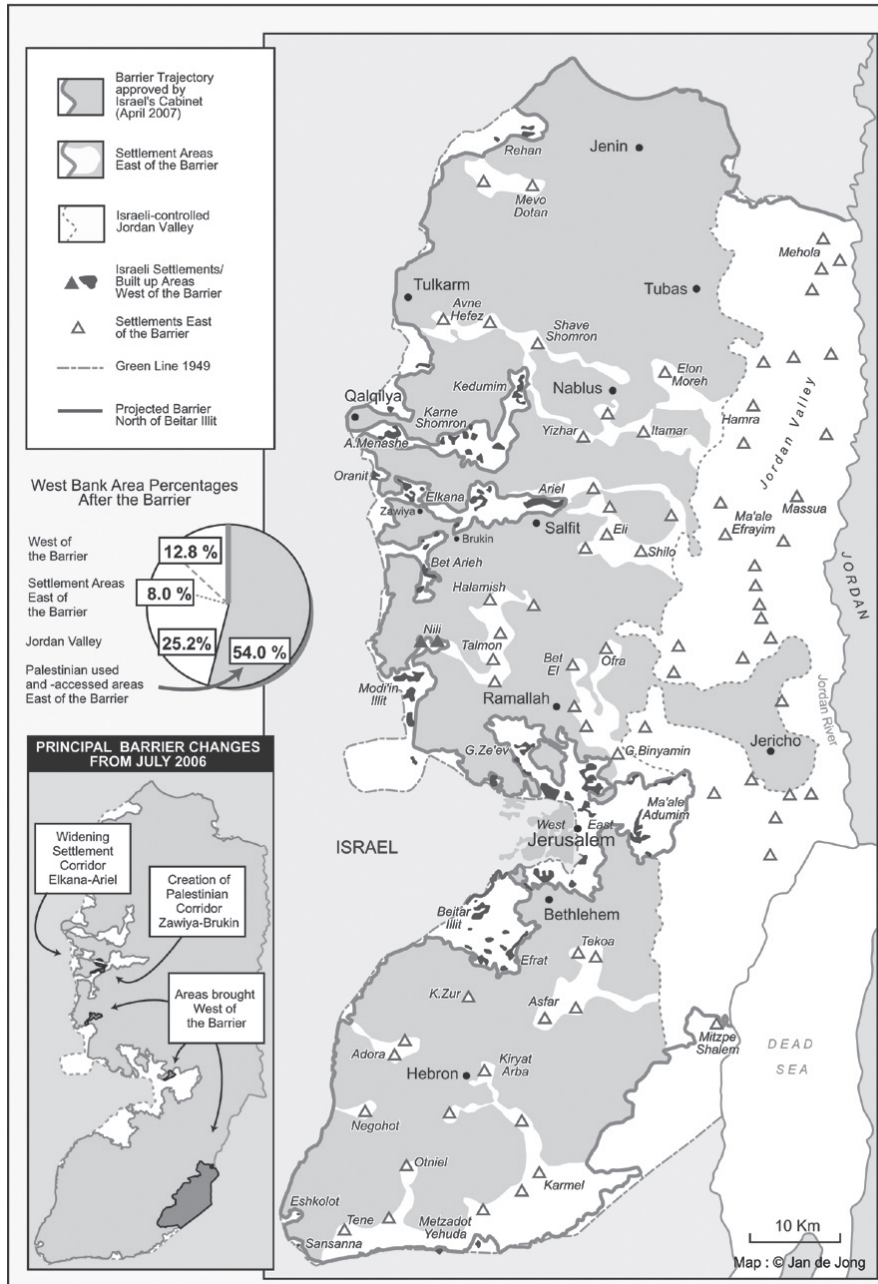 Barrier Trajectory
approved by
Israel's Cabinet
(April 2007)
Settlement Areas
East of the Barrier
Israeli-controlled
Jordan Valley
Israeli Settlements/
Built up Areas
West of the Barrier
Settlements East
of the Barrier
Green Line 1949
Projected Barrier
North of Beitar Illit
West Bank Area Percentages
After the Barrier
West of
the Barrier
12.8 %
Settlement Areas
East of
the Barrier
8.0 %
Jordan Valley
25.2%
54.0 %
Palestinian used
and -accessed areas
East of the Barrier
PRINCIPAL BARRIER CHANGES
FROM JULY 2006
Widening
Settlement
Corridor
Elkana-Ariel
Creation of
Palestinian
Corridor
Zawiya-Brukin
Areas brought
West of
the Barrier
Rehan
Jenin
Mevo
Dotan
Mehola
Tulkarm
Tubas
Avne
Hefez
Shave
Shomron
Kedumim
Elon
Moreh
Nablus
Qalqilya
Karne
Shomron
Hamra
Jordan Valley
A.Menashe
Yizhar
Itamar
Oranit
Elkana
Ariel
Zawiya
Salfit
Massua
Ma'ale
Efrayim
Brukin
Eli
Shilo
Bet Arieh
Halamish
JORDAN
Nili
Talmon
Bet
El
Ofra
Modi'in
Illit
Ramallah
Jordan River
Jericho
G.Ze'ev
G.Binyamin
Ma'ale
Adumim
ISRAEL
West
East
Jerusalem
Beitar
Illit
Bethlehem
Efrat
Tekoa
K.Zur
Asfar
Mitzpe
Shalem
DEAD
SEA
Adora
Hebron
Kiryat
Arba
Negohot
Otniel
Karmel
Eshkolot
Tene
Sansanna
Metzadot
Yehuda
10 Km
Map : © Jan de Jong